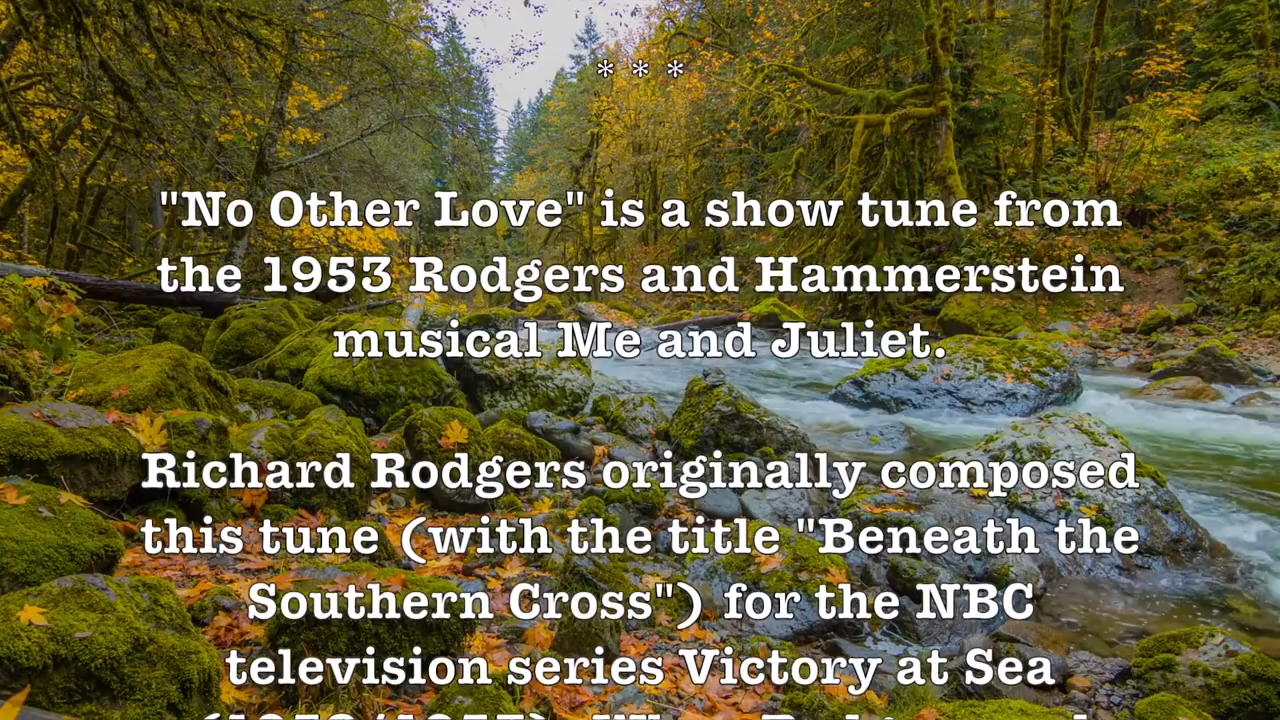 * * *
"No Other Love" is a show tune from
the 1953 Rodgers and Hammerstein
musical Me and Juliet.
Richard Rodgers originally composed
this tune (with the title "Beneath the
Southern Cross") for the NBC
television series Victory at Sea